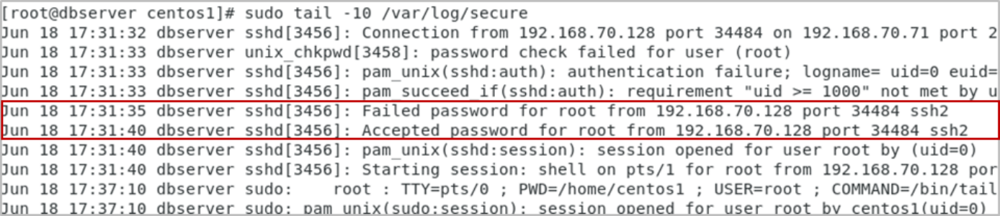 [root@dbserver centos1]# sudo tail -10 /var/log/secure
Jun 18 17:31:32 dbserver sshd[3456]: Connection from 192.168.70.128 port 34484 on 192.168.70.71 port 2
Jun 18 17:31:33 dbserver unix_chkpwd[3458]: password check failed for user (root)
Jun 18 17:31:33 dbserver sshd[3456]: pam_unix(sshd:auth): authentication failure; logname= uid=0 euid=
Jun 18 17:31:33 dbserver sshd[3456]: pam_succeed_if(sshd:auth): requirement "uid >= 1000" not met by u
Jun 18 17:31:35 dbserver sshd[3456]: Failed password for root from 192.168.70.128 port 34484 ssh2
Jun 18 17:31:40 dbserver sshd[3456]: Accepted password for root from 192.168.70.128 port 34484 ssh2
Jun 18 17:31:40 dbserver sshd[3456]: pam_unix(sshd:session): session opened for user root by (uid=0)
Jun 18 17:31:40 dbserver sshd[3456]: Starting session: shell on pts/1 for root from 192.168.70.128 por
Jun 18 17:37:10 dbserver sudo:    root : TTY=pts/0 ; PWD=/home/centos1 ; USER=root ; COMMAND=/bin/tail
Jun 18 17:37:10 dbserver sudo: pam_unix(sudo:session): session opened for user root by centos1(uid=0)